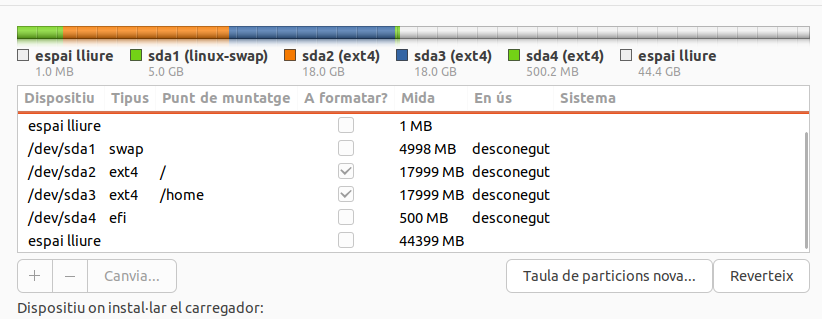 espai lliure sda1 (linux-swap) sda2 (ext4) sda3 (ext4) sda4 (ext4) espai lliure
1.0 MB 5.0 GB 18.0 GB 18.0 GB 500.2 MB 44.4 GB
Dispositiu Tipus Punt de muntatge A formatar? Mida En ús Sistema
espai lliure 1 MB
/dev/sda1 swap 4998 MB desconegut
/dev/sda2 ext4 / 17999 MB desconegut
/dev/sda3 ext4 /home 17999 MB desconegut
/dev/sda4 efi 500 MB desconegut
espai lliure 44399 MB
+ − Canvia... Taula de particions nova... Reverteix
Dispositiu on instal·lar el carregador: